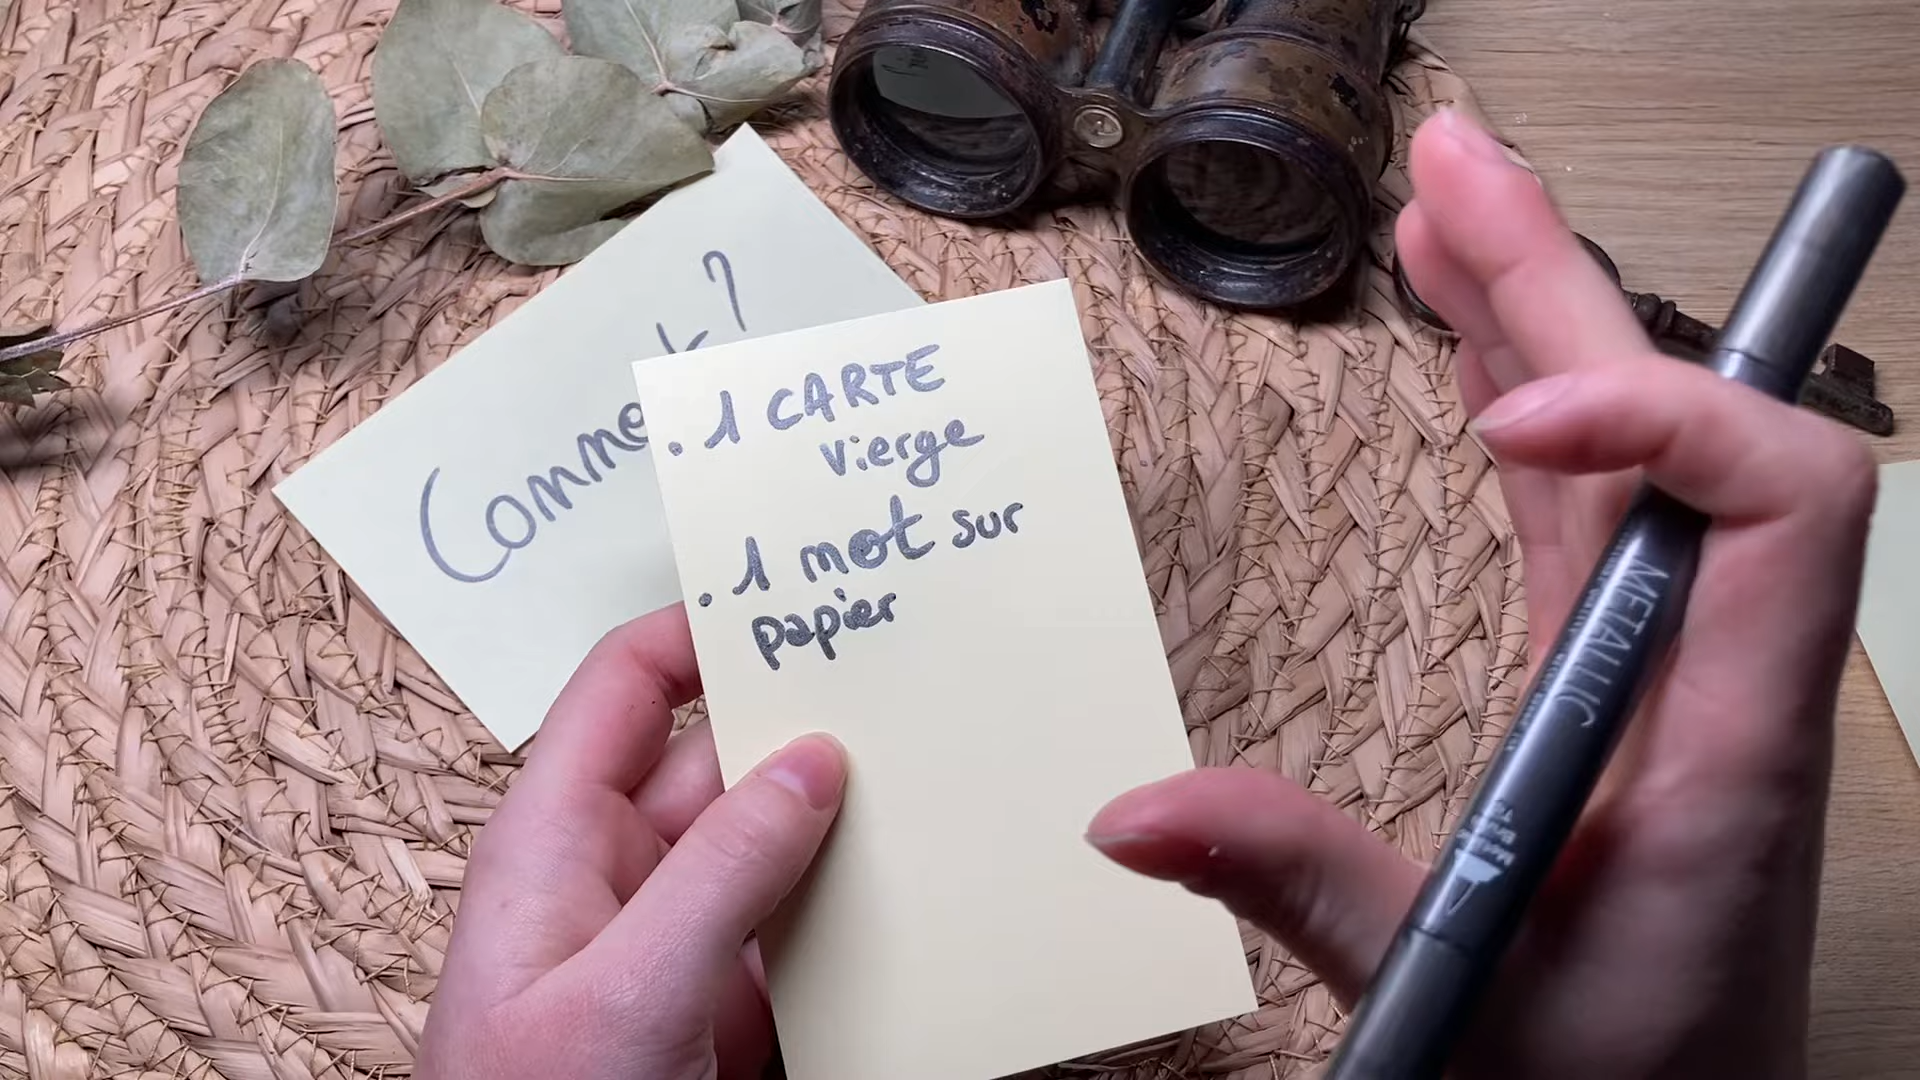 Comme t ?
. 1 CARTE
vierge
. 1 mot sur
papier
METALLIC